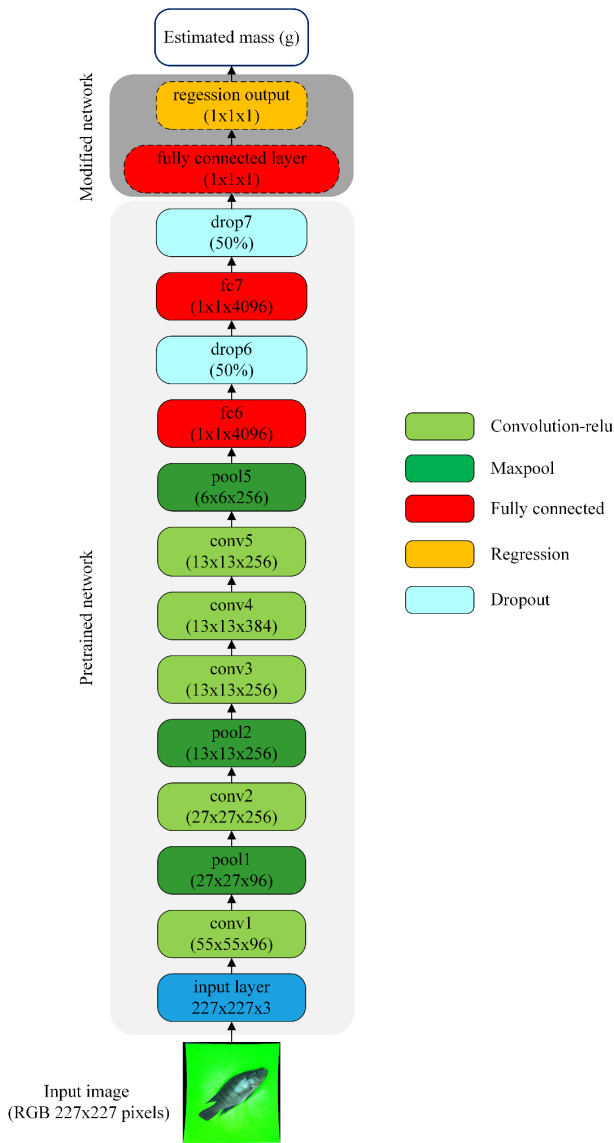 Estimated mass (g)
Modified network
regession output
(1x1x1)
fully connected layer
(1x1x1)
Pretrained network
drop7
(50%)
fc7
(1x1x4096)
drop6
(50%)
fc6
(1x1x4096)
pool5
(6x6x256)
conv5
(13x13x256)
conv4
(13x13x384)
conv3
(13x13x256)
pool2
(13x13x256)
conv2
(27x27x256)
pool1
(27x27x96)
conv1
(55x55x96)
input layer
227x227x3
Input image
(RGB 227x227 pixels)
Convolution-relu
Maxpool
Fully connected
Regression
Dropout